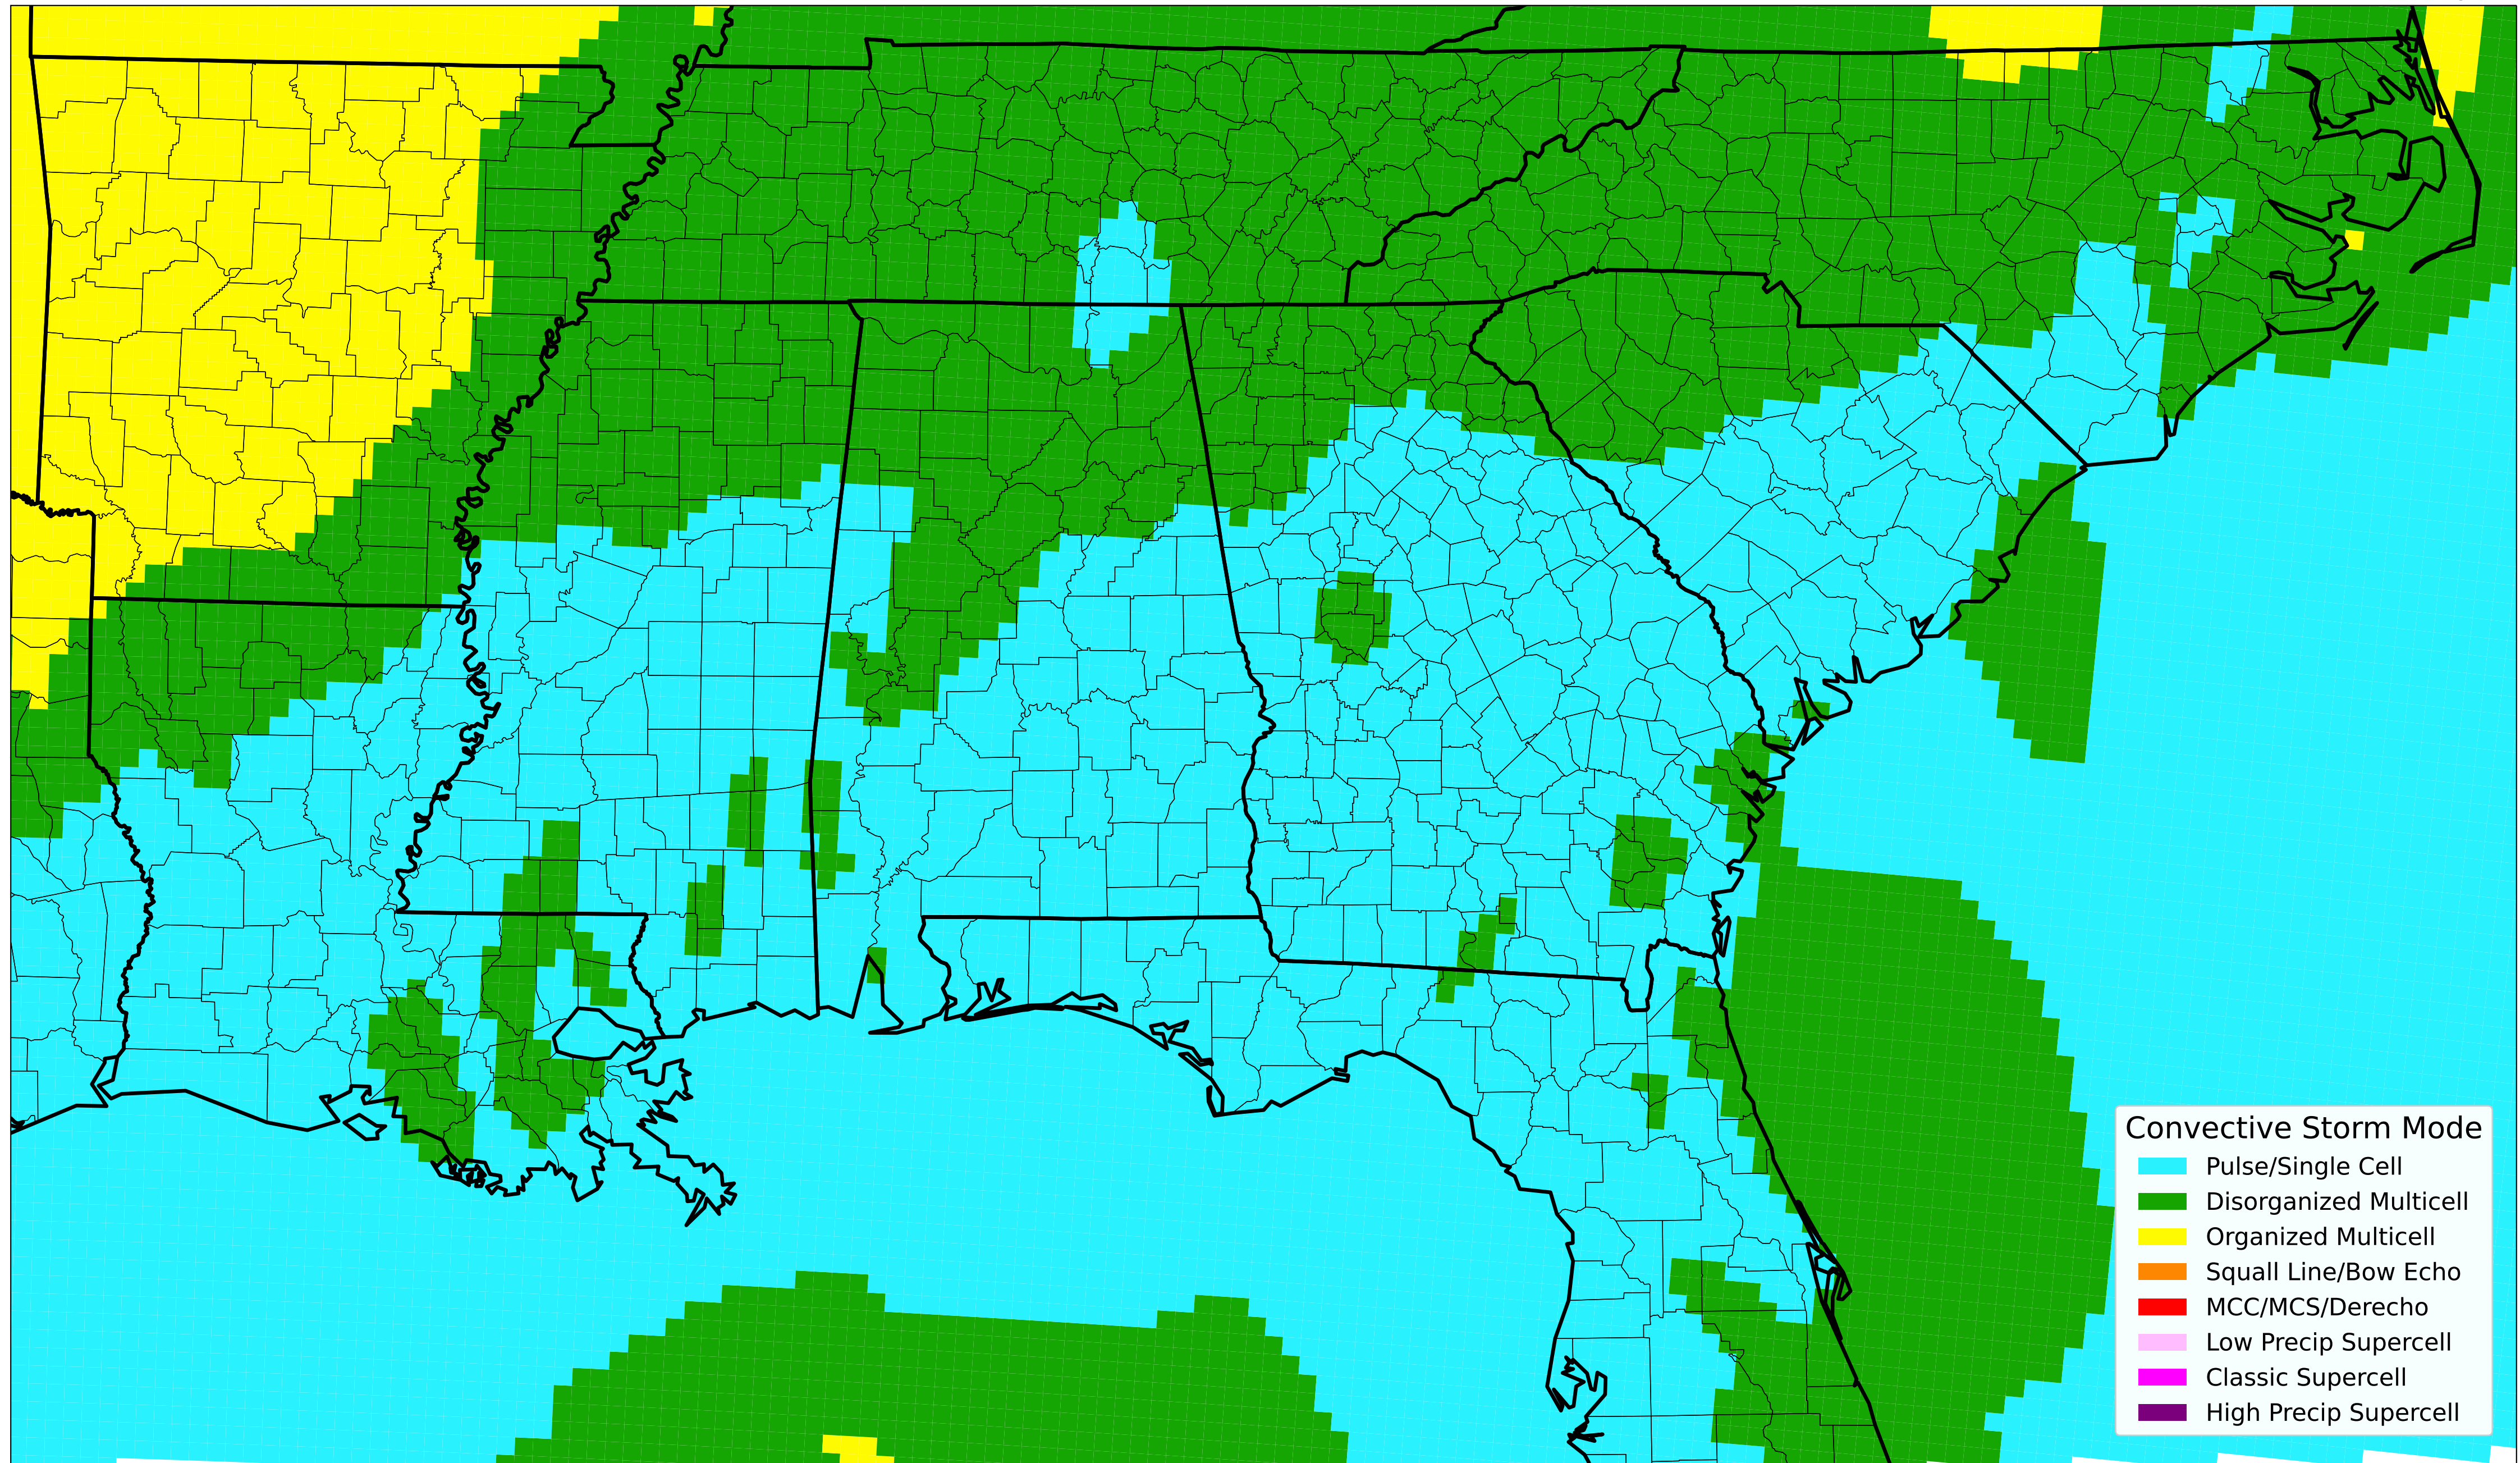 Convective Storm Mode
Pulse/Single Cell
Disorganized Multicell
Organized Multicell
Squall Line/Bow Echo
MCC/MCS/Derecho
Low Precip Supercell
Classic Supercell
High Precip Supercell